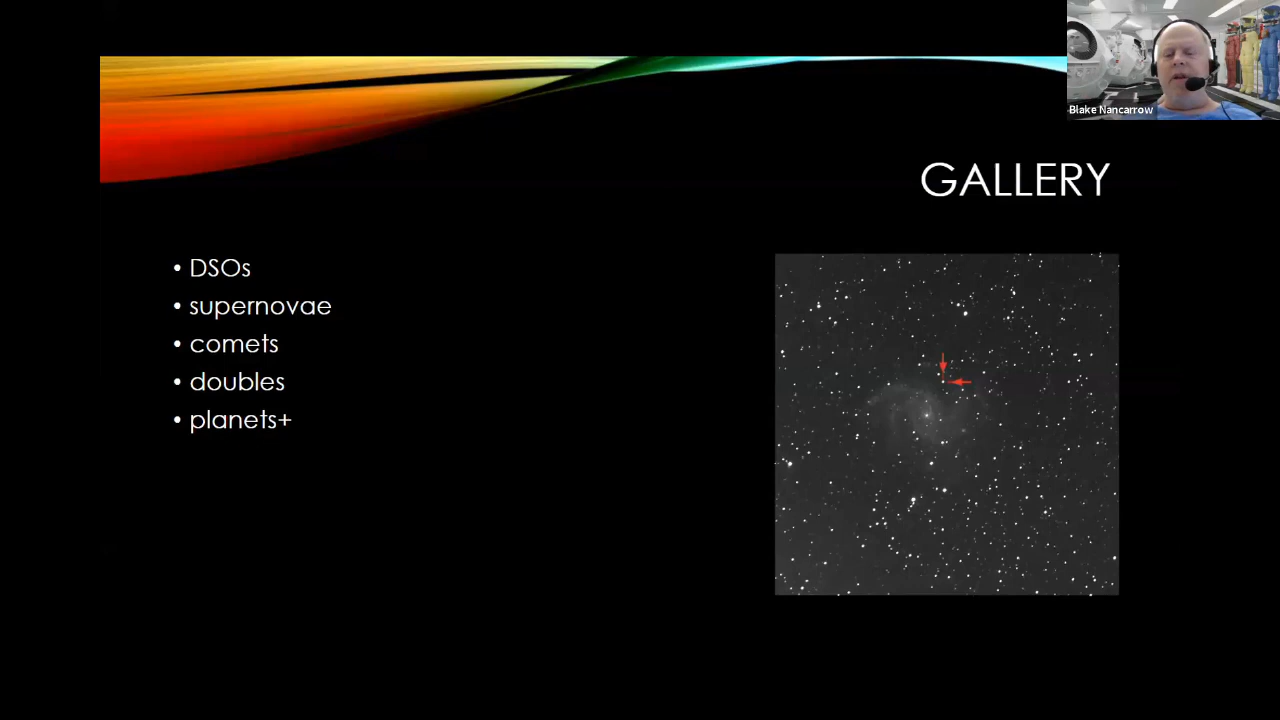 Blake Nancarrow
GALLERY
• DSOs
• supernovae
• comets
• doubles
• planets+